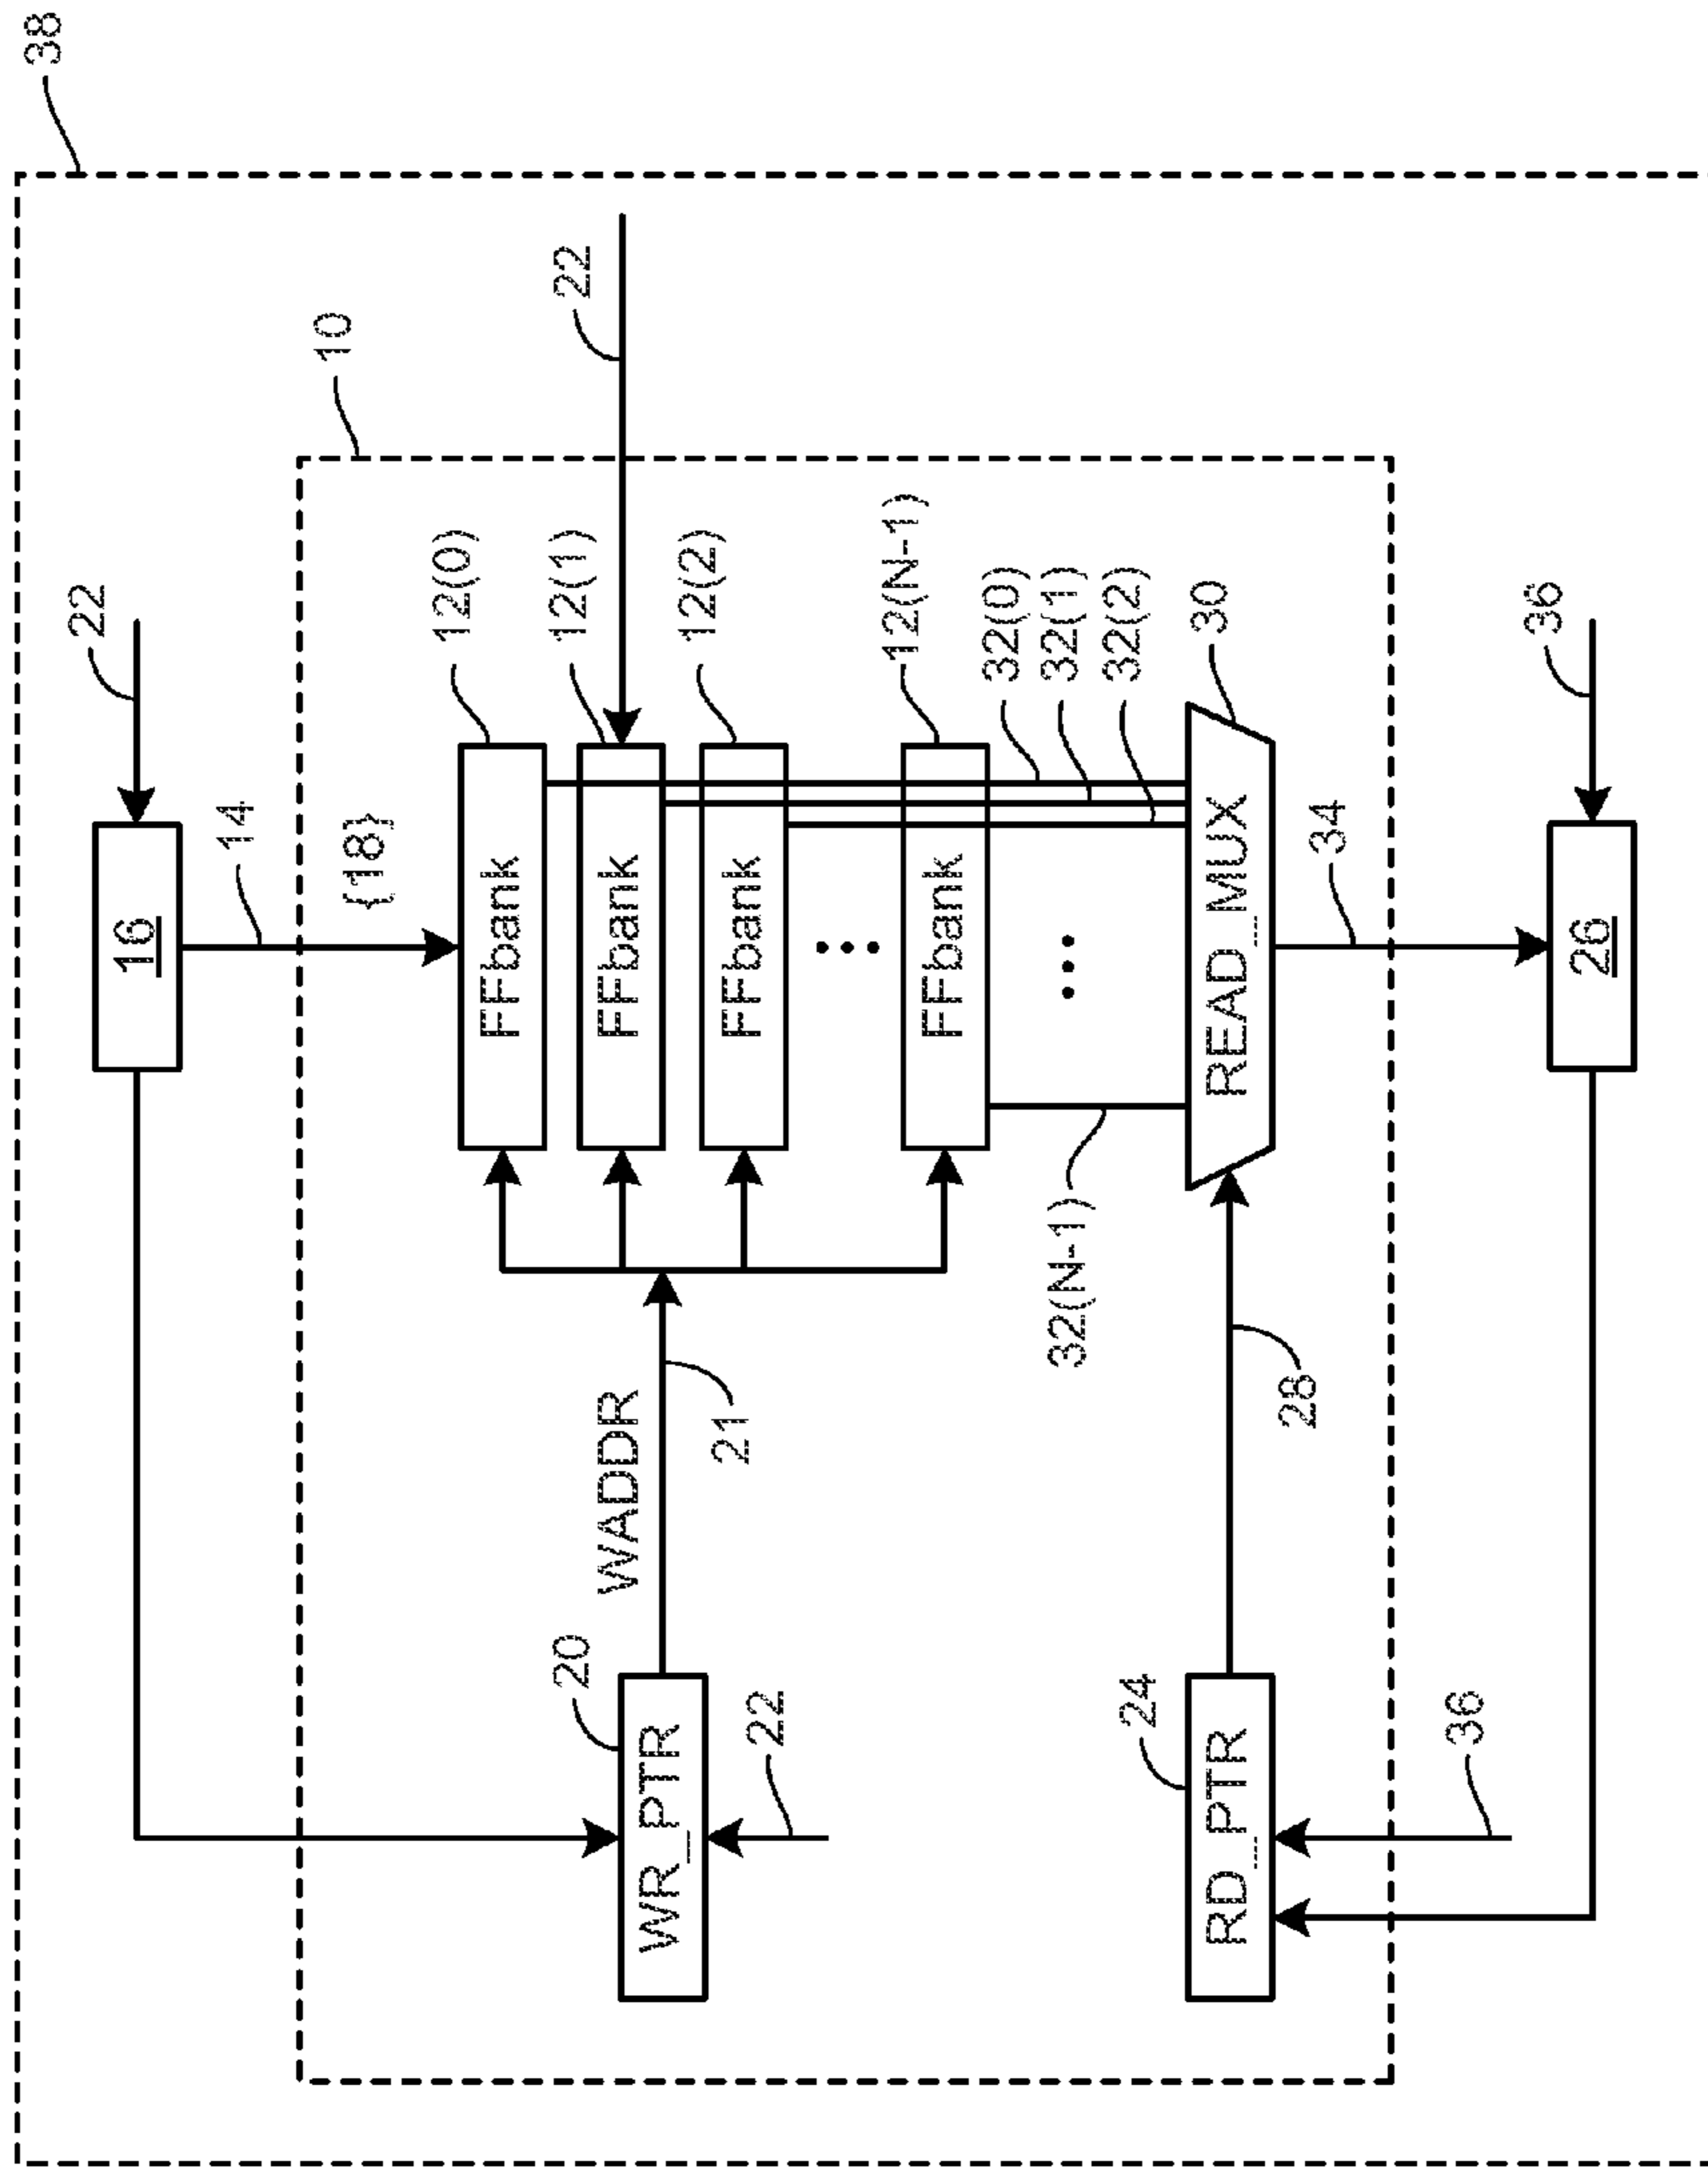 38
22
16
14
{18}
10
12(0)
22
12(1)
12(2)
12(N-1)
FFbank
FFbank
FFbank
FFbank
32(0)
32(1)
32(2)
30
WADDR
21
WR_PTR
20
22
32(N-1)
READ_MUX
28
RD_PTR
24
36
34
26
36